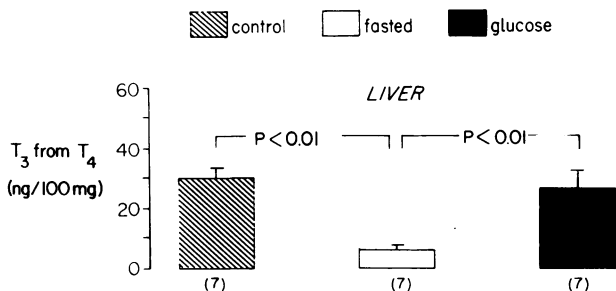 control fasted glucose
LIVER
P<0.01 P<0.01
T3 from T4
(ng/100mg)
60
40
20
0
(7) (7) (7)